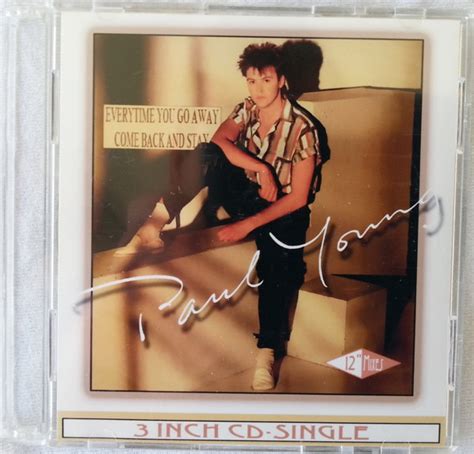 EVERYTIME YOU GO AWAY
COME BACK AND STAY
Paul Young
12" MIXES
3 INCH CD-SINGLE